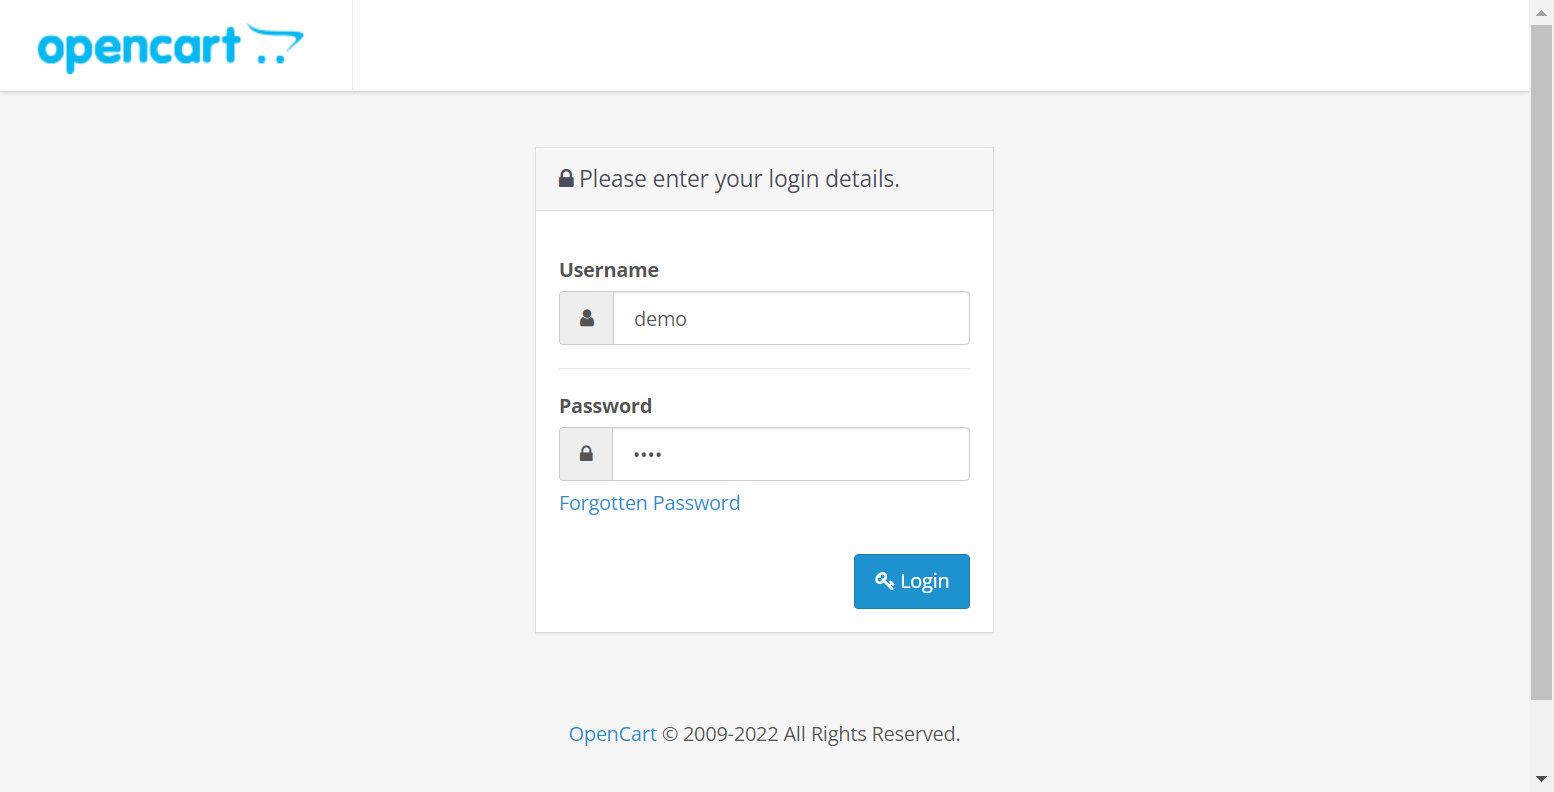 opencart
Please enter your login details.
Username
demo
Password
••••
Forgotten Password
Login
OpenCart © 2009-2022 All Rights Reserved.